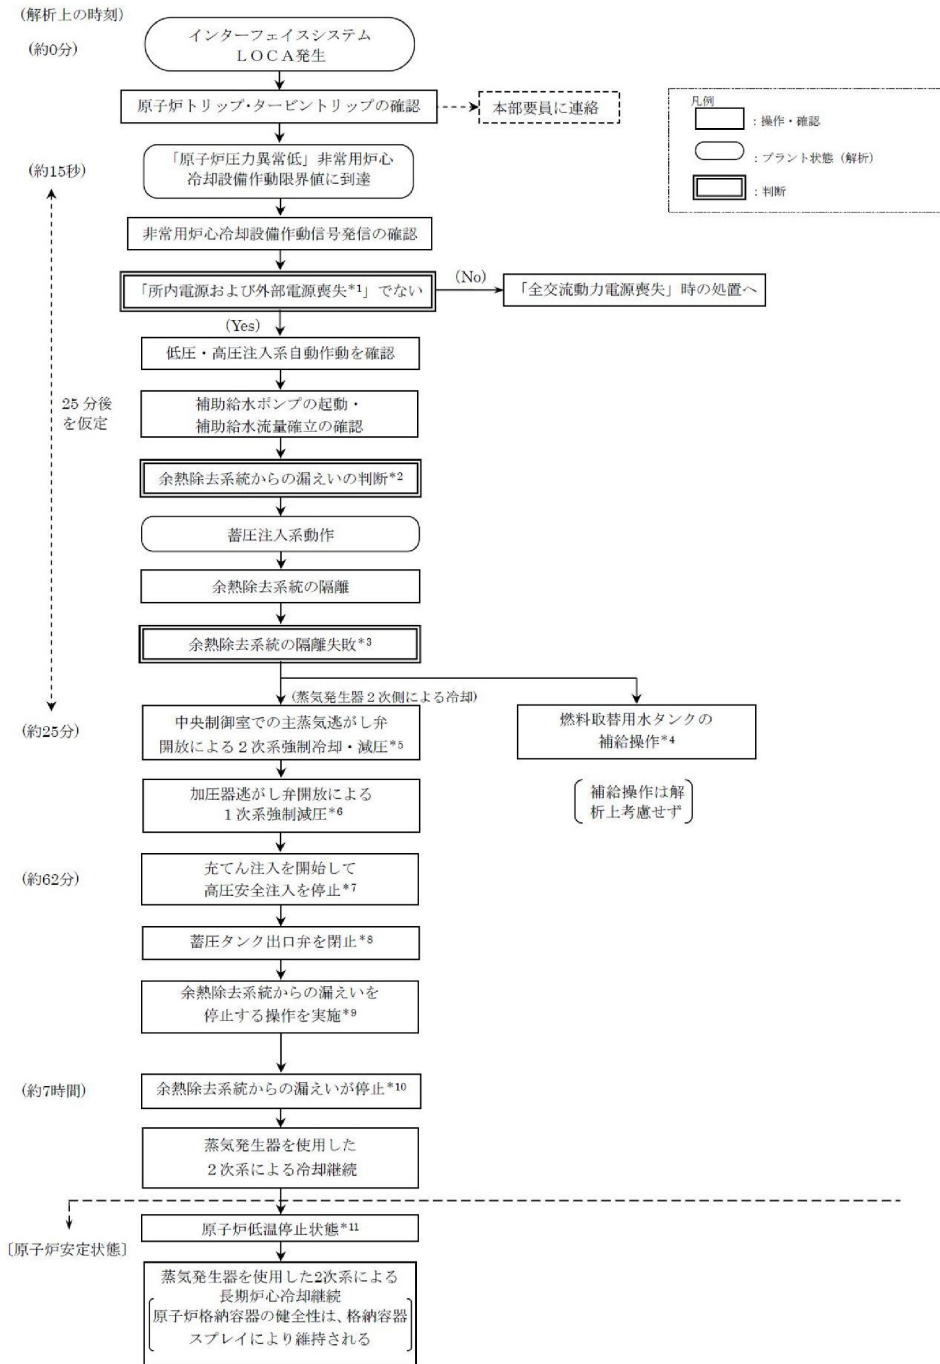 (解析上の時刻)
(約0分)
インターフェイスシステム
ＬＯＣＡ発生
原子炉トリップ・タービントリップの確認
本部要員に連絡
凡例
：操作・確認
：プラント状態（解析）
：判断
(約15秒)
「原子炉圧力異常低」非常用炉心
冷却設備作動限界値に到達
非常用炉心冷却設備作動信号発信の確認
「所内電源および外部電源喪失*1」でない
(No)
「全交流動力電源喪失」時の処置へ
(Yes)
低圧・高圧注入系自動作動を確認
25分後
を仮定
補助給水ポンプの起動・
補助給水流量確立の確認
余熱除去系統からの漏えいの判断*2
蓄圧注入系動作
余熱除去系統の隔離
余熱除去系統の隔離失敗*3
(蒸気発生器２次側による冷却)
(約25分)
中央制御室での主蒸気逃がし弁
開放による２次系強制冷却・減圧*5
燃料取替用水タンクの
補給操作*4
補給操作は解
析上考慮せず
加圧器逃がし弁開放による
１次系強制減圧*6
(約62分)
充てん注入を開始して
高圧安全注入を停止*7
蓄圧タンク出口弁を閉止*8
余熱除去系統からの漏えいを
停止する操作を実施*9
(約7時間)
余熱除去系統からの漏えいが停止*10
蒸気発生器を使用した
２次系による冷却継続
原子炉低温停止状態*11
〔原子炉安定状態〕
蒸気発生器を使用した2次系による
長期炉心冷却継続
原子炉格納容器の健全性は、格納容器
スプレイにより維持される